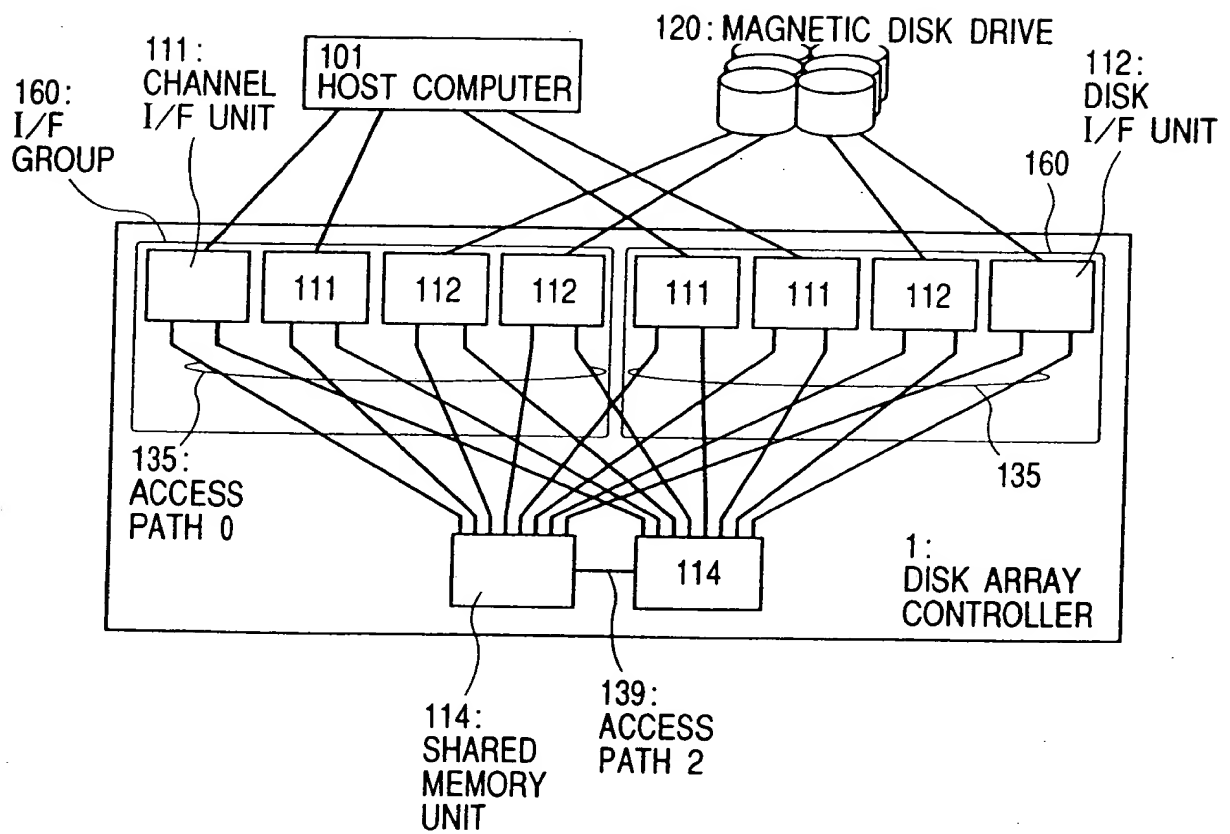 120: MAGNETIC DISK DRIVE
111:
CHANNEL
I/F UNIT
101
HOST COMPUTER
112:
DISK
I/F UNIT
160:
I/F
GROUP
160
111
112
112
111
111
112
135:
ACCESS
PATH 0
135
114
1:
DISK ARRAY
CONTROLLER
114:
SHARED
MEMORY
UNIT
139:
ACCESS
PATH 2